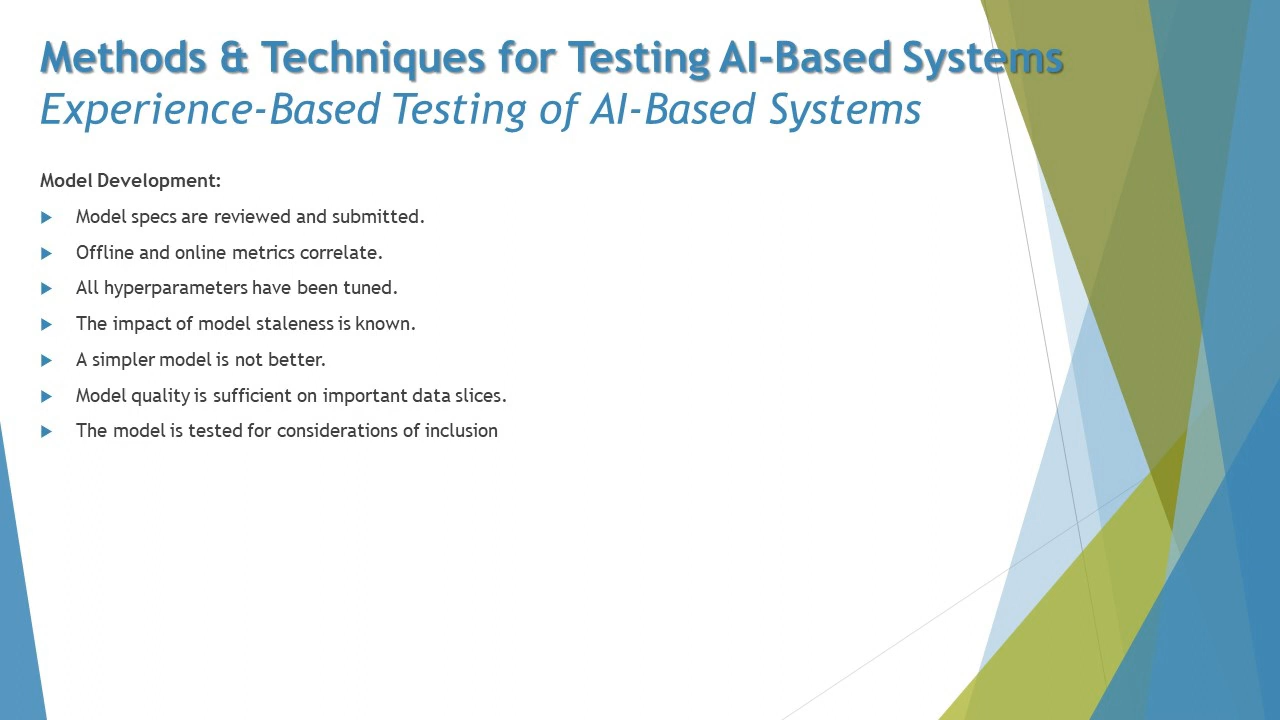 Methods & Techniques for Testing AI-Based Systems
Experience-Based Testing of AI-Based Systems
Model Development:
Model specs are reviewed and submitted.
Offline and online metrics correlate.
All hyperparameters have been tuned.
The impact of model staleness is known.
A simpler model is not better.
Model quality is sufficient on important data slices.
The model is tested for considerations of inclusion